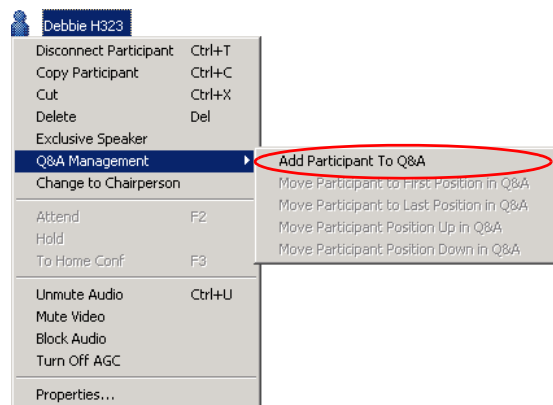 Debbie H323
Disconnect Participant Ctrl+T
Copy Participant Ctrl+C
Cut Ctrl+X
Delete Del
Exclusive Speaker
Q&A Management
Change to Chairperson
Attend F2
Hold
To Home Conf F3
Unmute Audio Ctrl+U
Mute Video
Block Audio
Turn Off AGC
Properties...
Add Participant To Q&A
Move Participant to First Position in Q&A
Move Participant to Last Position in Q&A
Move Participant Position Up in Q&A
Move Participant Position Down in Q&A